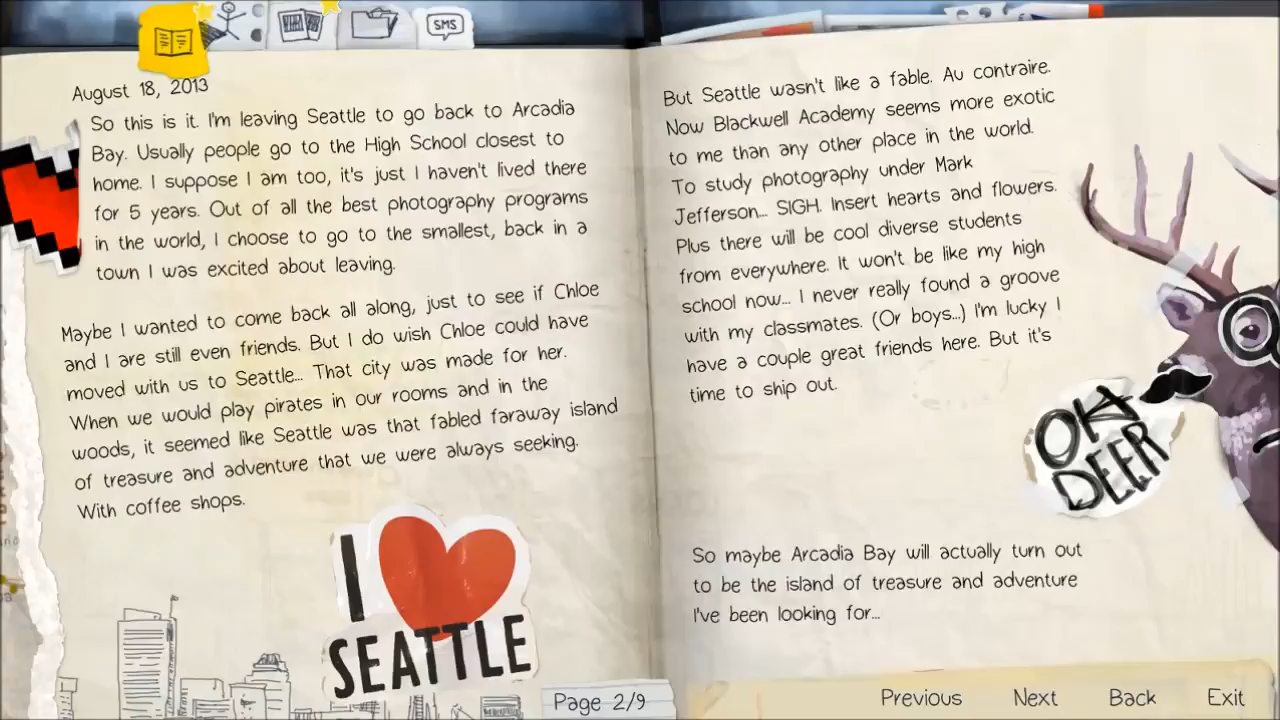 SMS
August 18, 2013
So this is it. I'm leaving Seattle to go back to Arcadia
Bay. Usually people go to the High School closest to
home. I suppose I am too, it's just I haven't lived there
for 5 years. Out of all the best photography programs
in the world, I choose to go to the smallest, back in a
town I was excited about leaving.
Maybe I wanted to come back all along, just to see if Chloe
and I are still even friends. But I do wish Chloe could have
moved with us to Seattle... That city was made for her.
When we would play pirates in our rooms and in the
woods, it seemed like Seattle was that fabled faraway island
of treasure and adventure that we were always seeking.
With coffee shops.
I
SEATTLE
But Seattle wasn't like a fable. Au contraire.
Now Blackwell Academy seems more exotic
to me than any other place in the world.
To study photography under Mark
Jefferson... SIGH. Insert hearts and flowers.
Plus there will be cool diverse students
from everywhere. It won't be like my high
school now... I never really found a groove
with my classmates. (Or boys...) I'm lucky I
have a couple great friends here. But it's
time to ship out.
OH
DEER
So maybe Arcadia Bay will actually turn out
to be the island of treasure and adventure
I've been looking for...
Page 2/9
Previous Next Back Exit